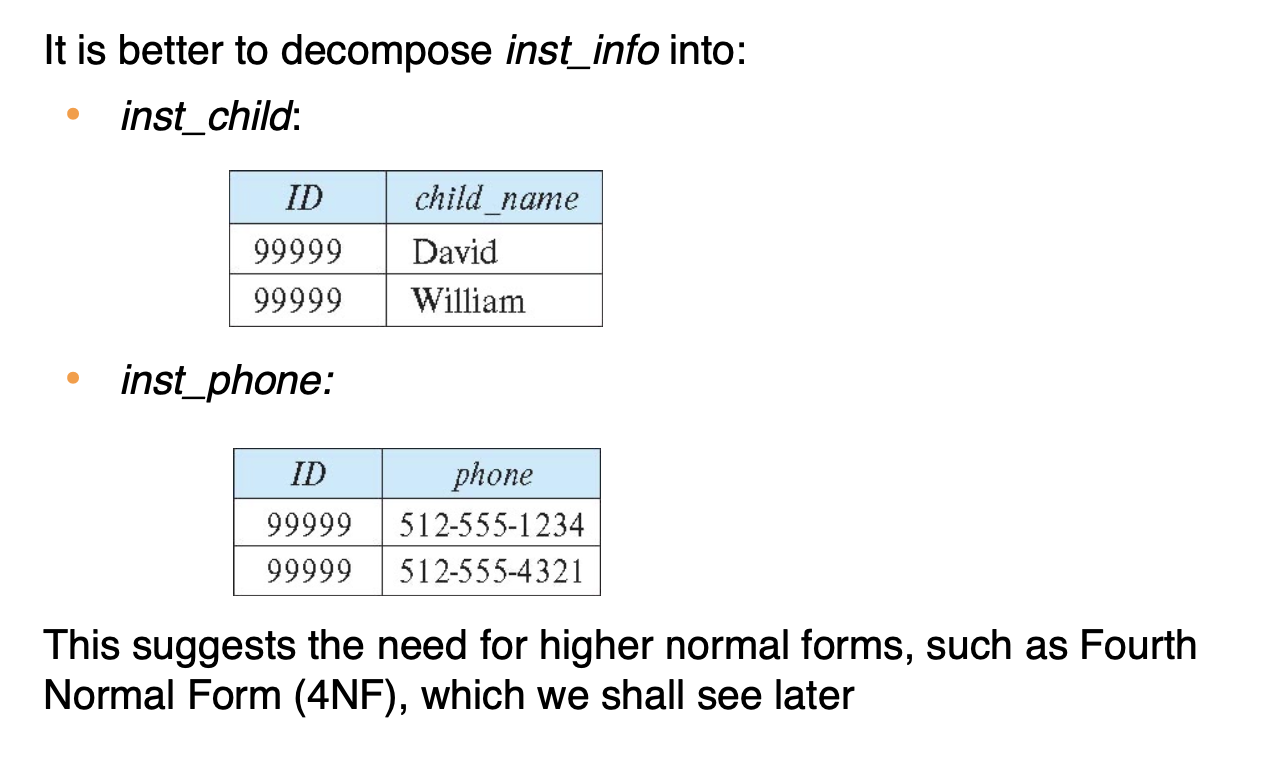 It is better to decompose inst_info into:
• inst_child:
ID child_name
99999 David
99999 William
• inst_phone:
ID phone
99999 512-555-1234
99999 512-555-4321
This suggests the need for higher normal forms, such as Fourth
Normal Form (4NF), which we shall see later